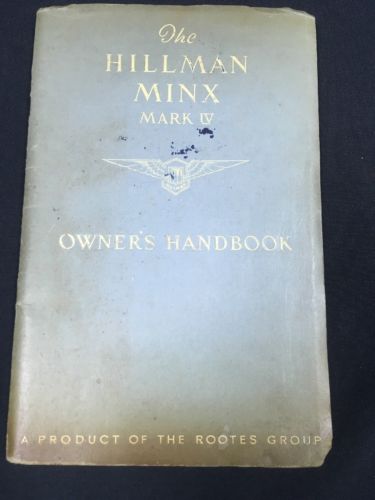 The
HILLMAN
MINX
MARK IV
OWNERS HANDBOOK
A PRODUCT OF THE ROOTES GROUP